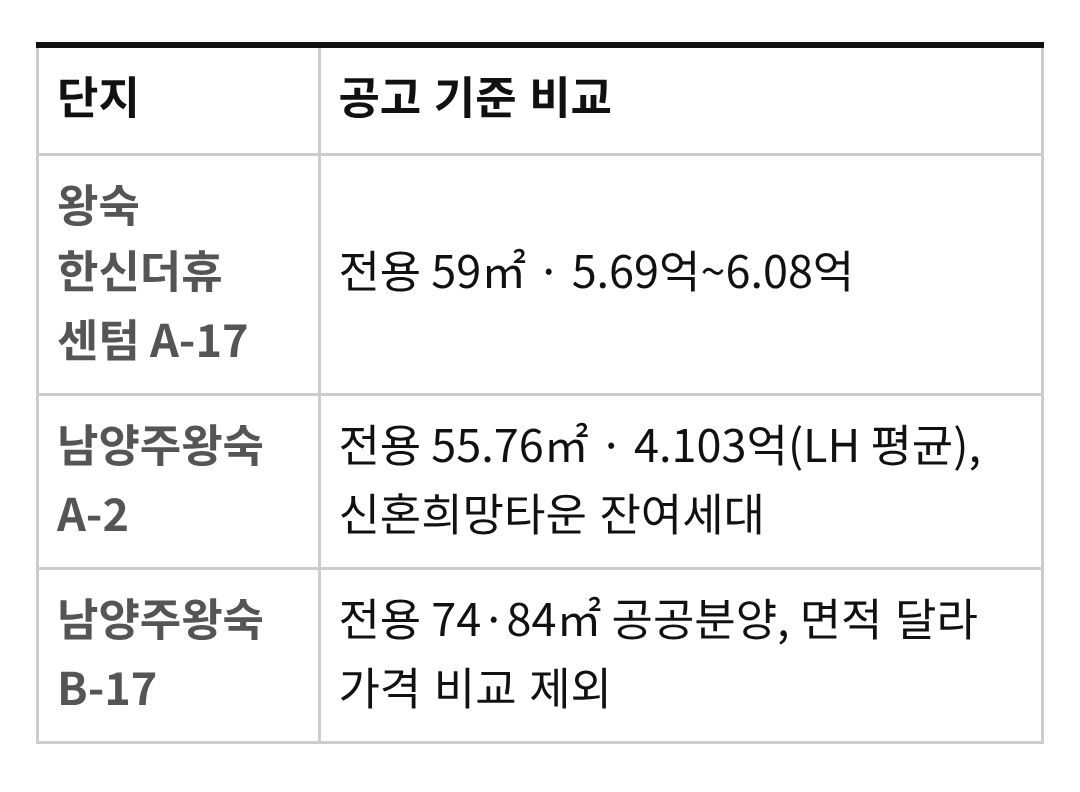 단지
공고 기준 비교
왕숙
한신더휴
센텀 A-17
전용 59㎡ · 5.69억~6.08억
남양주왕숙
A-2
전용 55.76㎡ · 4.103억(LH 평균),
신혼희망타운 잔여세대
남양주왕숙
B-17
전용 74·84㎡ 공공분양, 면적 달라
가격 비교 제외